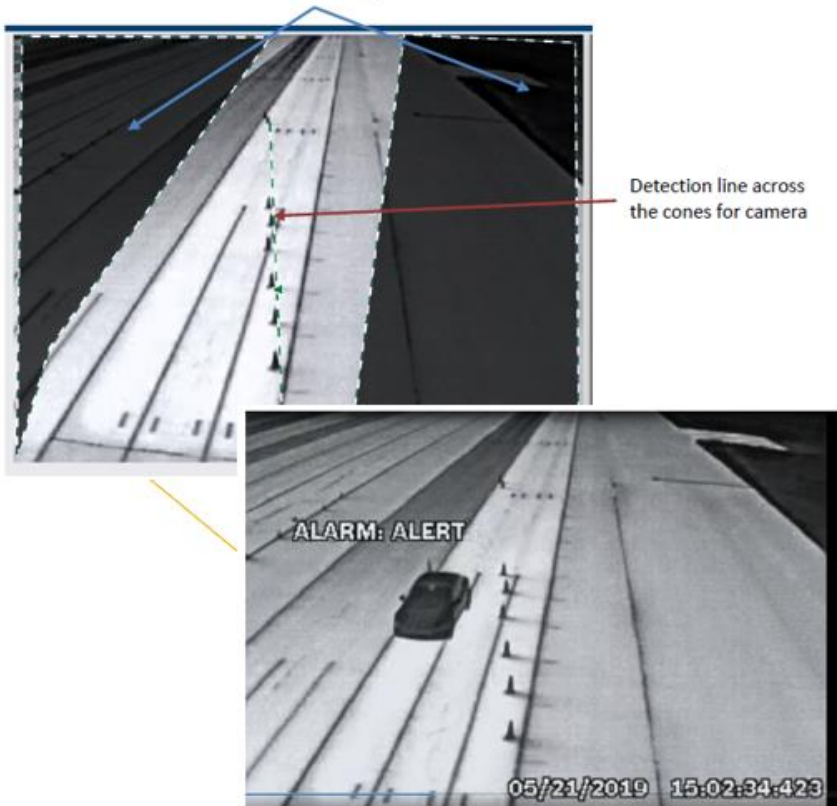 Detection line across
the cones for camera
ALARM: ALERT
05/21/2019 15:02:34:423